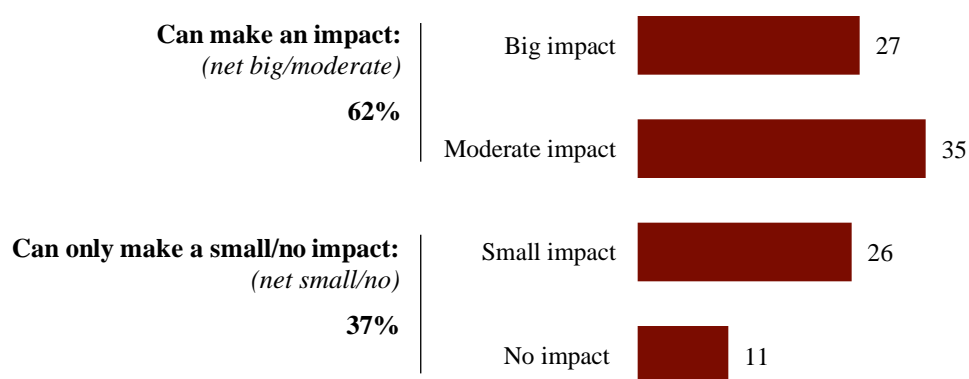 Can make an impact:
(net big/moderate)
62%
Big impact
27
Moderate impact
35
Can only make a small/no impact:
(net small/no)
37%
Small impact
26
No impact
11